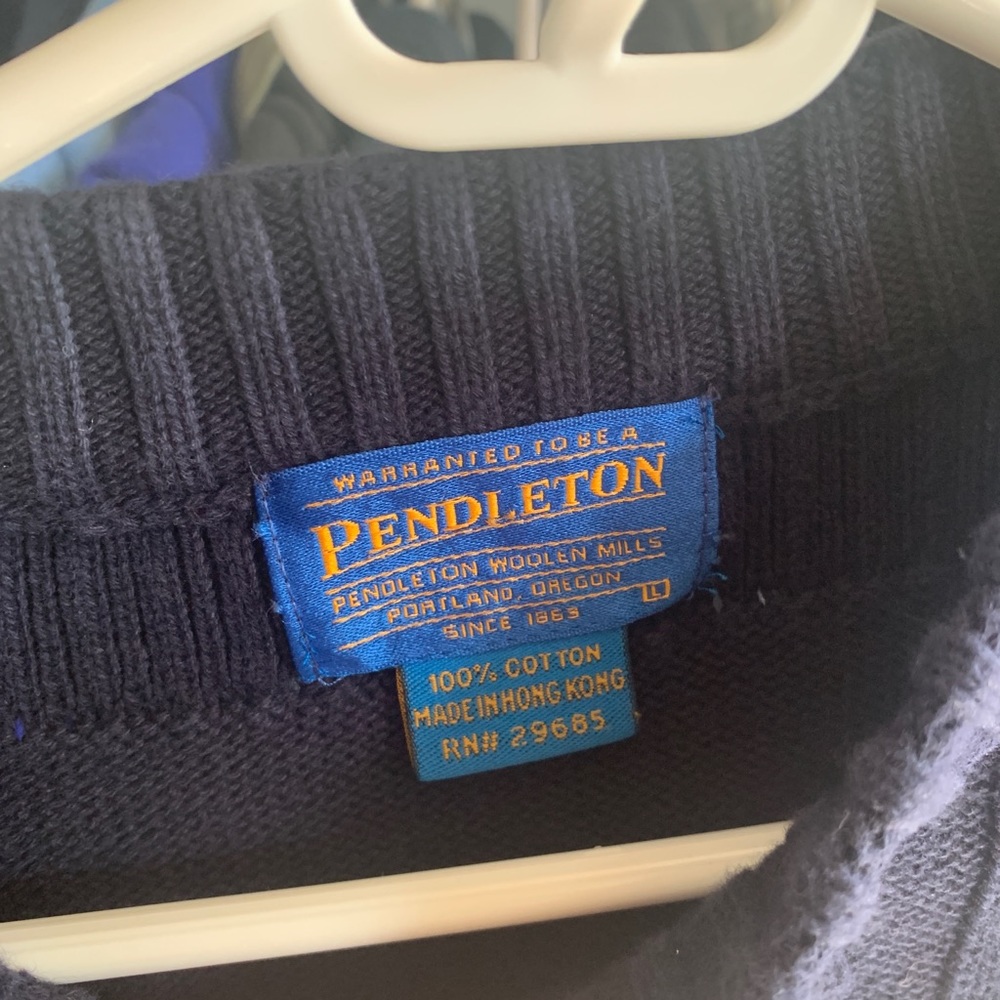 WARRANTED TO BE A
PENDLETON
PENDLETON WOOLEN MILLS
PORTLAND, OREGON
L
SINCE 1863
100% COTTON
MADE IN HONG KONG
RN# 29685